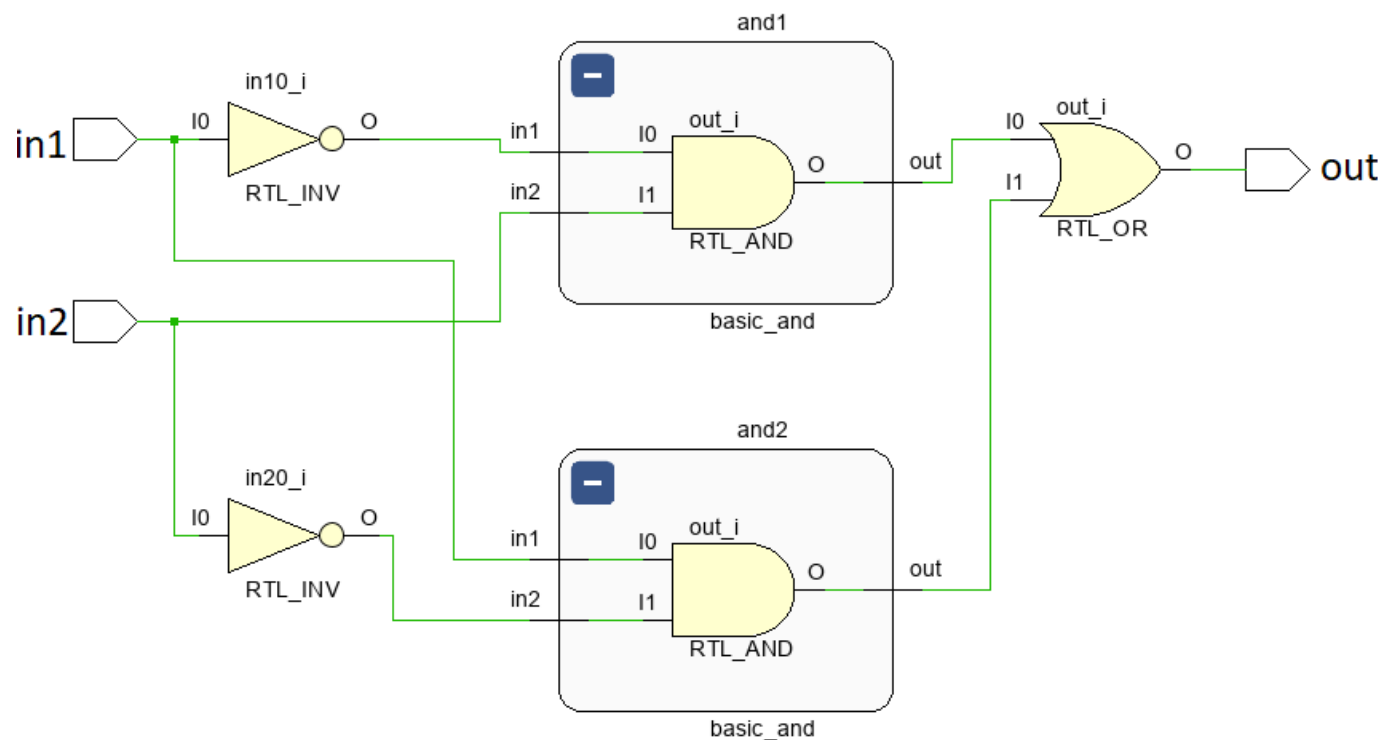 and1
in10_i
I0
O
RTL_INV
in1
in1
in2
I0
I1
out_i
O
RTL_AND
out
basic_and
out_i
I0
I1
O
RTL_OR
out
in2
in20_i
I0
O
RTL_INV
and2
in1
in2
I0
I1
out_i
O
RTL_AND
out
basic_and